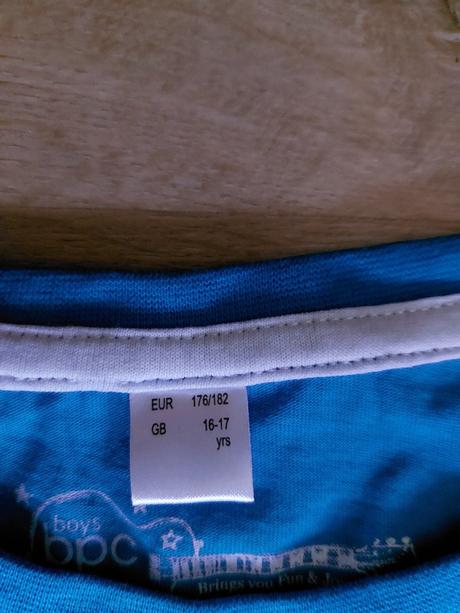 EUR 176/182
GB 16-17
yrs
boys
bpc
Brings you Fun &